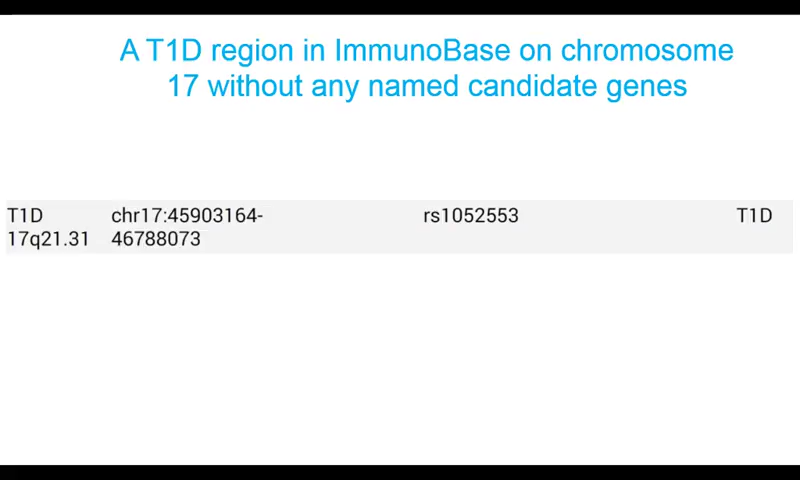 A T1D region in ImmunoBase on chromosome
17 without any named candidate genes
T1D chr17:45903164- rs1052553 T1D
17q21.31 46788073